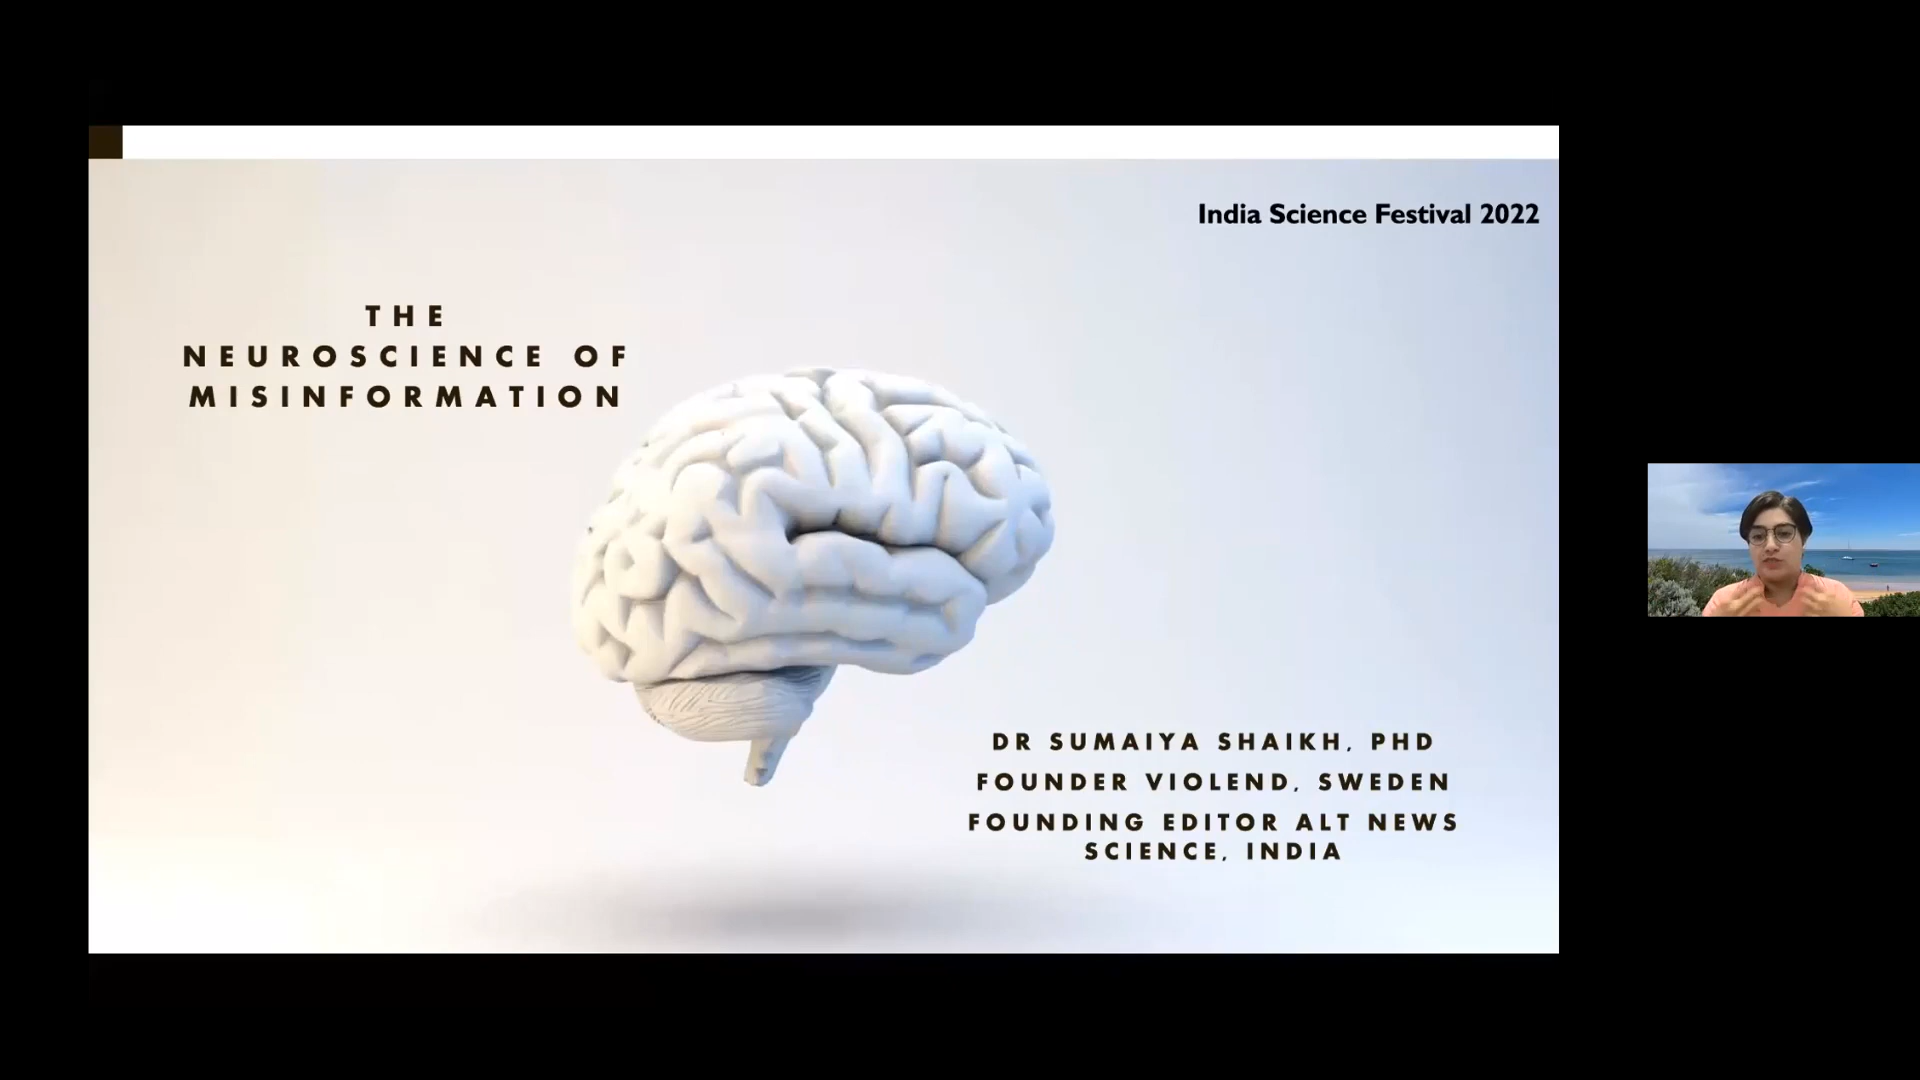 India Science Festival 2022
THE
NEUROSCIENCE OF
MISINFORMATION
DR SUMAIYA SHAIKH, PHD
FOUNDER VIOLEND, SWEDEN
FOUNDING EDITOR ALT NEWS
SCIENCE, INDIA